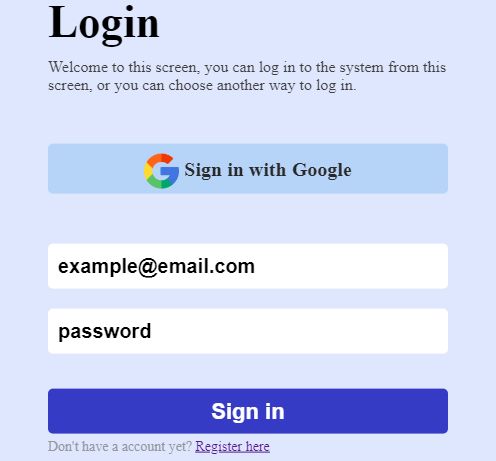 Login
Welcome to this screen, you can log in to the system from this
screen, or you can choose another way to log in.
Sign in with Google
example@email.com
password
Sign in
Don't have a account yet? Register here